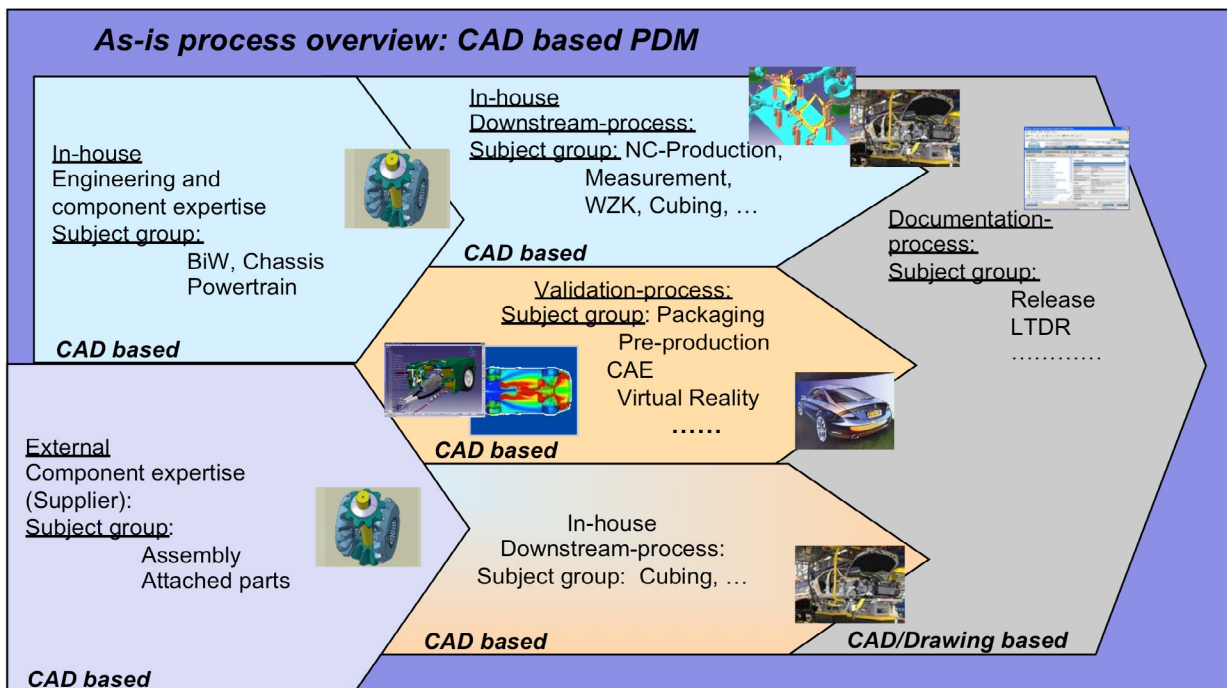 As-is process overview: CAD based PDM
In-house
Engineering and
component expertise
Subject group:
BiW, Chassis
Powertrain
CAD based
In-house
Downstream-process:
Subject group: NC-Production,
Measurement,
WZK, Cubing, …
CAD based
Validation-process:
Subject group: Packaging
Pre-production
CAE
Virtual Reality
......
CAD based
External
Component expertise
(Supplier):
Subject group:
Assembly
Attached parts
CAD based
In-house
Downstream-process:
Subject group: Cubing, …
CAD based
Documentation-
process:
Subject group:
Release
LTDR
…………
CAD/Drawing based